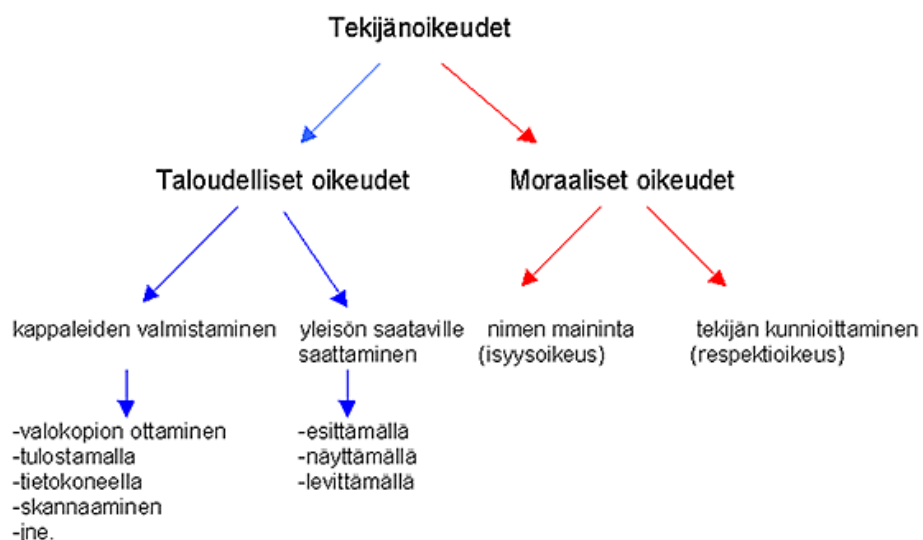 Tekijänoikeudet
Taloudelliset oikeudet
Moraaliset oikeudet
kappaleiden valmistaminen
yleisön saataville
saattaminen
nimen maininta
(isyysoikeus)
tekijän kunnioittaminen
(respektioikeus)
-valokopion ottaminen
-tulostamalla
-tietokoneella
-skannaaminen
-jne.
-esittämällä
-näyttämällä
-levittämällä